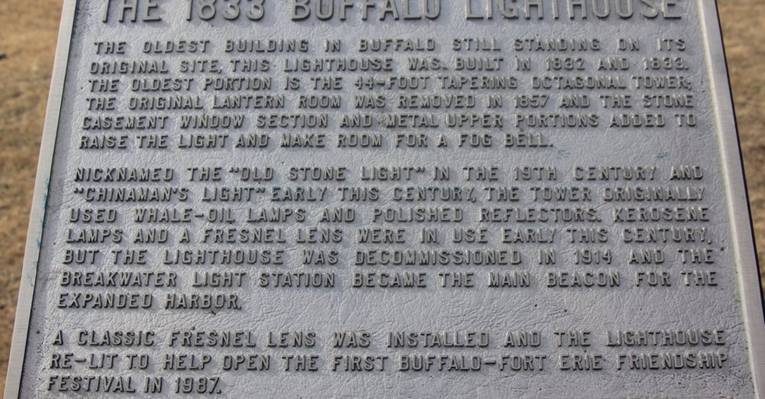 THE 1833 BUFFALO LIGHTHOUSE
THE OLDEST BUILDING IN BUFFALO STILL STANDING ON ITS
ORIGINAL SITE, THIS LIGHTHOUSE WAS BUILT IN 1832 AND 1833.
THE OLDEST PORTION IS THE 44-FOOT TAPERING OCTAGONAL TOWER;
THE ORIGINAL LANTERN ROOM WAS REMOVED IN 1857 AND THE STONE
CASEMENT WINDOW SECTION AND METAL UPPER PORTIONS ADDED TO
RAISE THE LIGHT AND MAKE ROOM FOR A FOG BELL.
NICKNAMED THE "OLD STONE LIGHT" IN THE 19TH CENTURY AND
"CHINAMAN'S LIGHT" EARLY THIS CENTURY, THE TOWER ORIGINALLY
USED WHALE-OIL LAMPS AND POLISHED REFLECTORS. KEROSENE
LAMPS AND A FRESNEL LENS WERE IN USE EARLY THIS CENTURY,
BUT THE LIGHTHOUSE WAS DECOMMISSIONED IN 1914 AND THE
BREAKWATER LIGHT STATION BECAME THE MAIN BEACON FOR THE
EXPANDED HARBOR.
A CLASSIC FRESNEL LENS WAS INSTALLED AND THE LIGHTHOUSE
RE-LIT TO HELP OPEN THE FIRST BUFFALO-FORT ERIE FRIENDSHIP
FESTIVAL IN 1987.